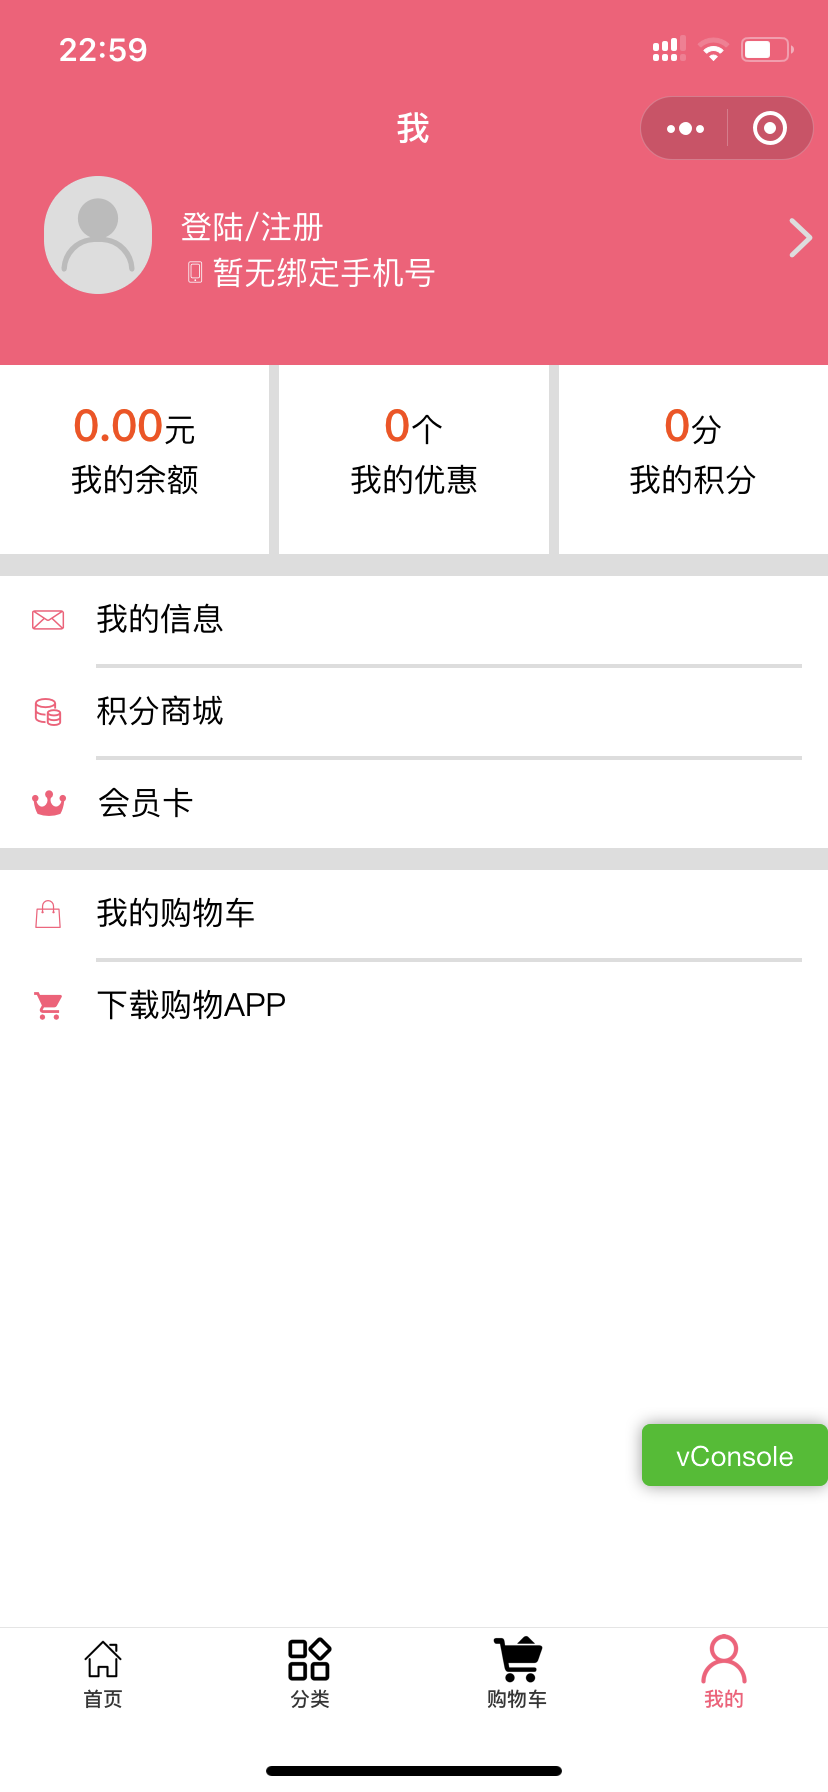 22:59
我
登陆/注册
暂无绑定手机号
0.00元
我的余额
0个
我的优惠
0分
我的积分
我的信息
积分商城
会员卡
我的购物车
下载购物APP
vConsole
首页
分类
购物车
我的